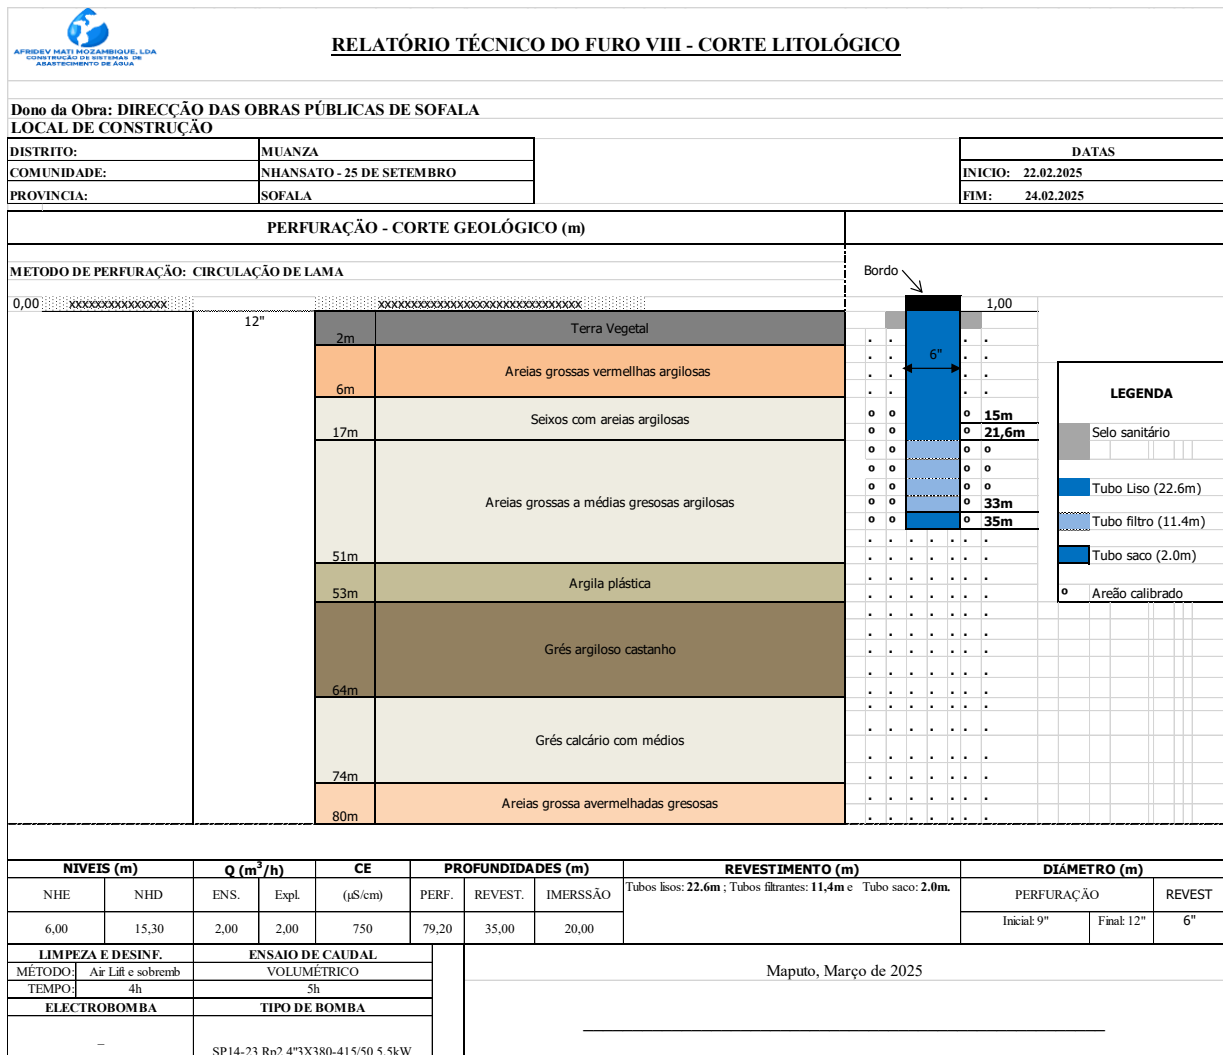 AFRIDEV MATI MOZAMBIQUE, LDA
CONSTRUÇÃO DE SISTEMAS DE
ABASTECIMENTO DE ÁGUA
RELATÓRIO TÉCNICO DO FURO VIII - CORTE LITOLÓGICO
Dono da Obra: DIRECÇÃO DAS OBRAS PÚBLICAS DE SOFALA
LOCAL DE CONSTRUÇÃO
DISTRITO: MUANZA DATAS
COMUNIDADE: NHANSATO - 25 DE SETEMBRO INICIO: 22.02.2025
PROVINCIA: SOFALA FIM: 24.02.2025
PERFURAÇÃO - CORTE GEOLÓGICO (m)
METODO DE PERFURAÇÃO: CIRCULAÇÃO DE LAMA
Bordo
0,00 xxxxxxxxxxxxxxx xxxxxxxxxxxxxxxxxxxxxxxxxxxxxxx 1,00
12"
2m Terra Vegetal
6"
6m Areias grossas vermellhas argilosas
17m Seixos com areias argilosas
15m
21,6m
51m Areias grossas a médias gresosas argilosas
33m
35m
53m Argila plástica
64m Grés argiloso castanho
74m Grés calcário com médios
80m Areias grossa avermelhadas gresosas
LEGENDA
Selo sanitário
Tubo Liso (22.6m)
Tubo filtro (11.4m)
Tubo saco (2.0m)
o Areão calibrado
NIVEIS (m) Q (m³/h) CE PROFUNDIDADES (m) REVESTIMENTO (m) DIÁMETRO (m)
NHE NHD ENS. Expl. (µS/cm) PERF. REVEST. IMERSSÃO Tubos lisos: 22.6m ; Tubos filtrantes: 11,4m e Tubo saco: 2.0m. PERFURAÇÃO REVEST
6,00 15,30 2,00 2,00 750 79,20 35,00 20,00 Inicial: 9" Final: 12" 6"
LIMPEZA E DESINF. ENSAIO DE CAUDAL
MÉTODO: Air Lift e sobremb VOLUMÉTRICO
TEMPO: 4h 5h
ELECTROBOMBA TIPO DE BOMBA
– SP14-23 Rp2 4"3X380-415/50 5.5kW
Maputo, Março de 2025